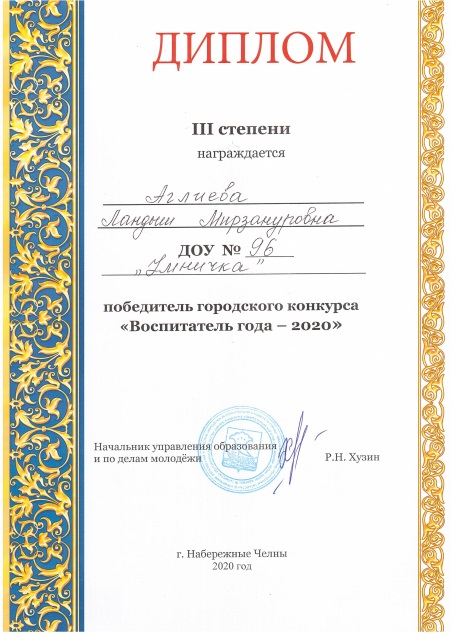 ДИПЛОМ
III степени
награждается
Аглиева
Ландыш Мирзануровна
ДОУ № 96
„Умничка"
победитель городского конкурса
«Воспитатель года – 2020»
Начальник управления образования
и по делам молодёжи Р.Н. Хузин
г. Набережные Челны
2020 год